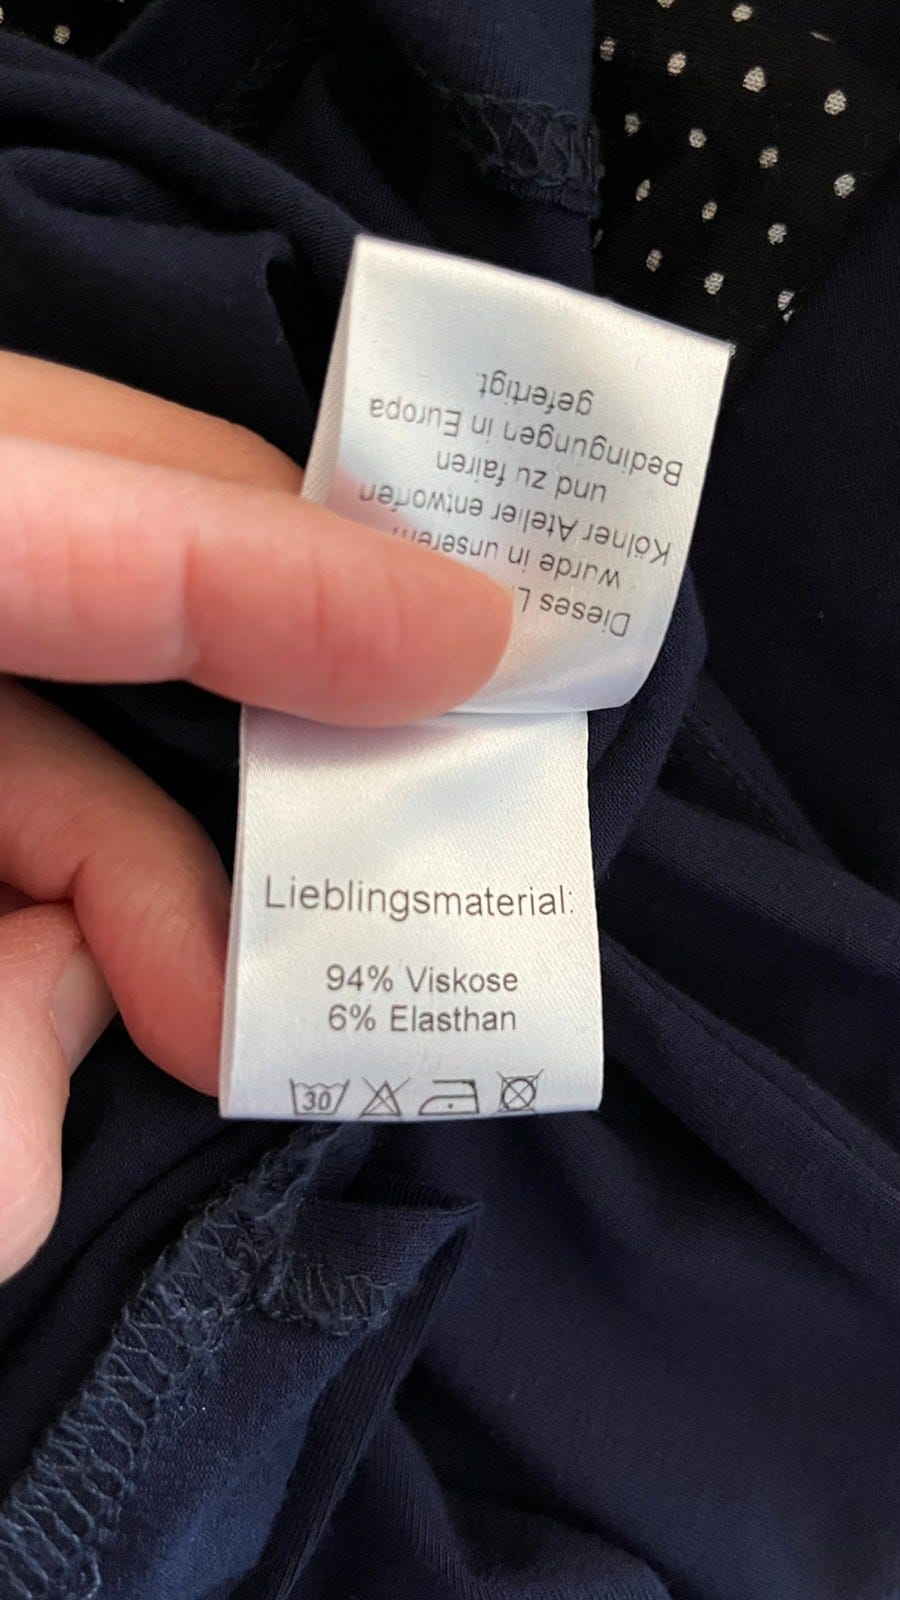 Dieses
wurde in unserem
Kölner Atelier entworfen
und zu fairen
Bedingungen in Europa
gefertigt.
Lieblingsmaterial:
94% Viskose
6% Elasthan
30